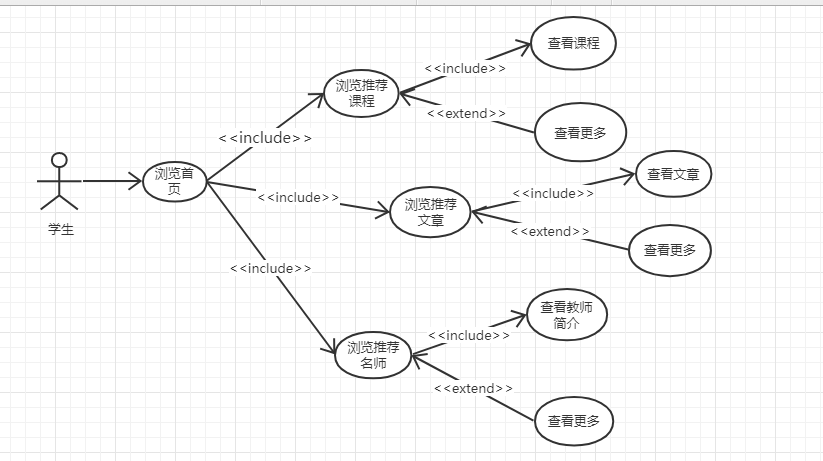 查看课程
<<include>>
浏览推荐
课程
<<extend>>
查看更多
<<include>>
浏览首
页
学生
<<include>>
浏览推荐
文章
<<include>>
查看文章
<<extend>>
查看更多
<<include>>
浏览推荐
名师
<<include>>
查看教师
简介
<<extend>>
查看更多